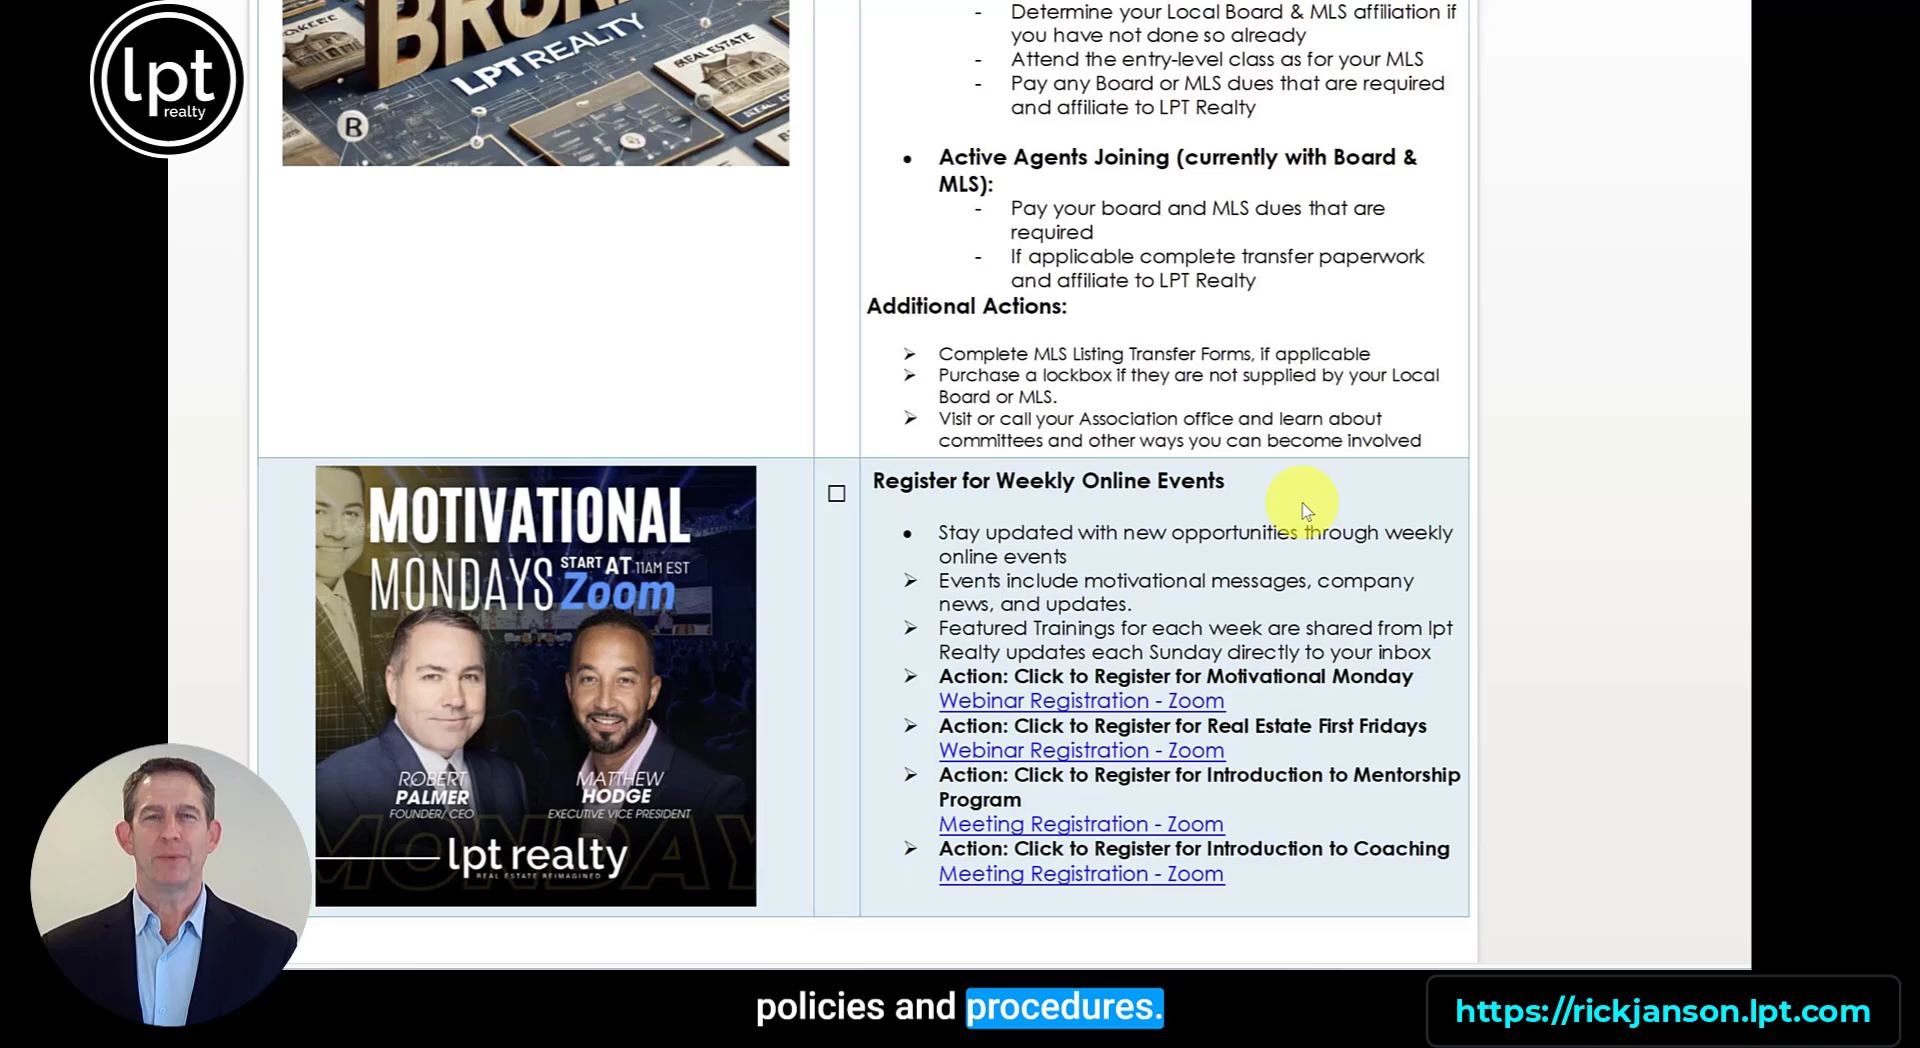 lpt
realty
BRO
LPT REALTY
REAL ESTATE
R
- Determine your Local Board & MLS affiliation if
you have not done so already
- Attend the entry-level class as for your MLS
- Pay any Board or MLS dues that are required
and affiliate to LPT Realty
• Active Agents Joining (currently with Board &
MLS):
- Pay your board and MLS dues that are
required
- If applicable complete transfer paperwork
and affiliate to LPT Realty
Additional Actions:
➢ Complete MLS Listing Transfer Forms, if applicable
➢ Purchase a lockbox if they are not supplied by your Local
Board or MLS.
➢ Visit or call your Association office and learn about
committees and other ways you can become involved
MOTIVATIONAL
MONDAYS START AT 11AM EST
Zoom
ROBERT
PALMER
FOUNDER/CEO
MATTHEW
HODGE
EXECUTIVE VICE PRESIDENT
MONDAY
lpt realty
REAL ESTATE REIMAGINED
☐ Register for Weekly Online Events
• Stay updated with new opportunities through weekly
online events
➢ Events include motivational messages, company
news, and updates.
➢ Featured Trainings for each week are shared from lpt
Realty updates each Sunday directly to your inbox
➢ Action: Click to Register for Motivational Monday
Webinar Registration - Zoom
➢ Action: Click to Register for Real Estate First Fridays
Webinar Registration - Zoom
➢ Action: Click to Register for Introduction to Mentorship
Program
Meeting Registration - Zoom
➢ Action: Click to Register for Introduction to Coaching
Meeting Registration - Zoom
policies and procedures.
https://rickjanson.lpt.com